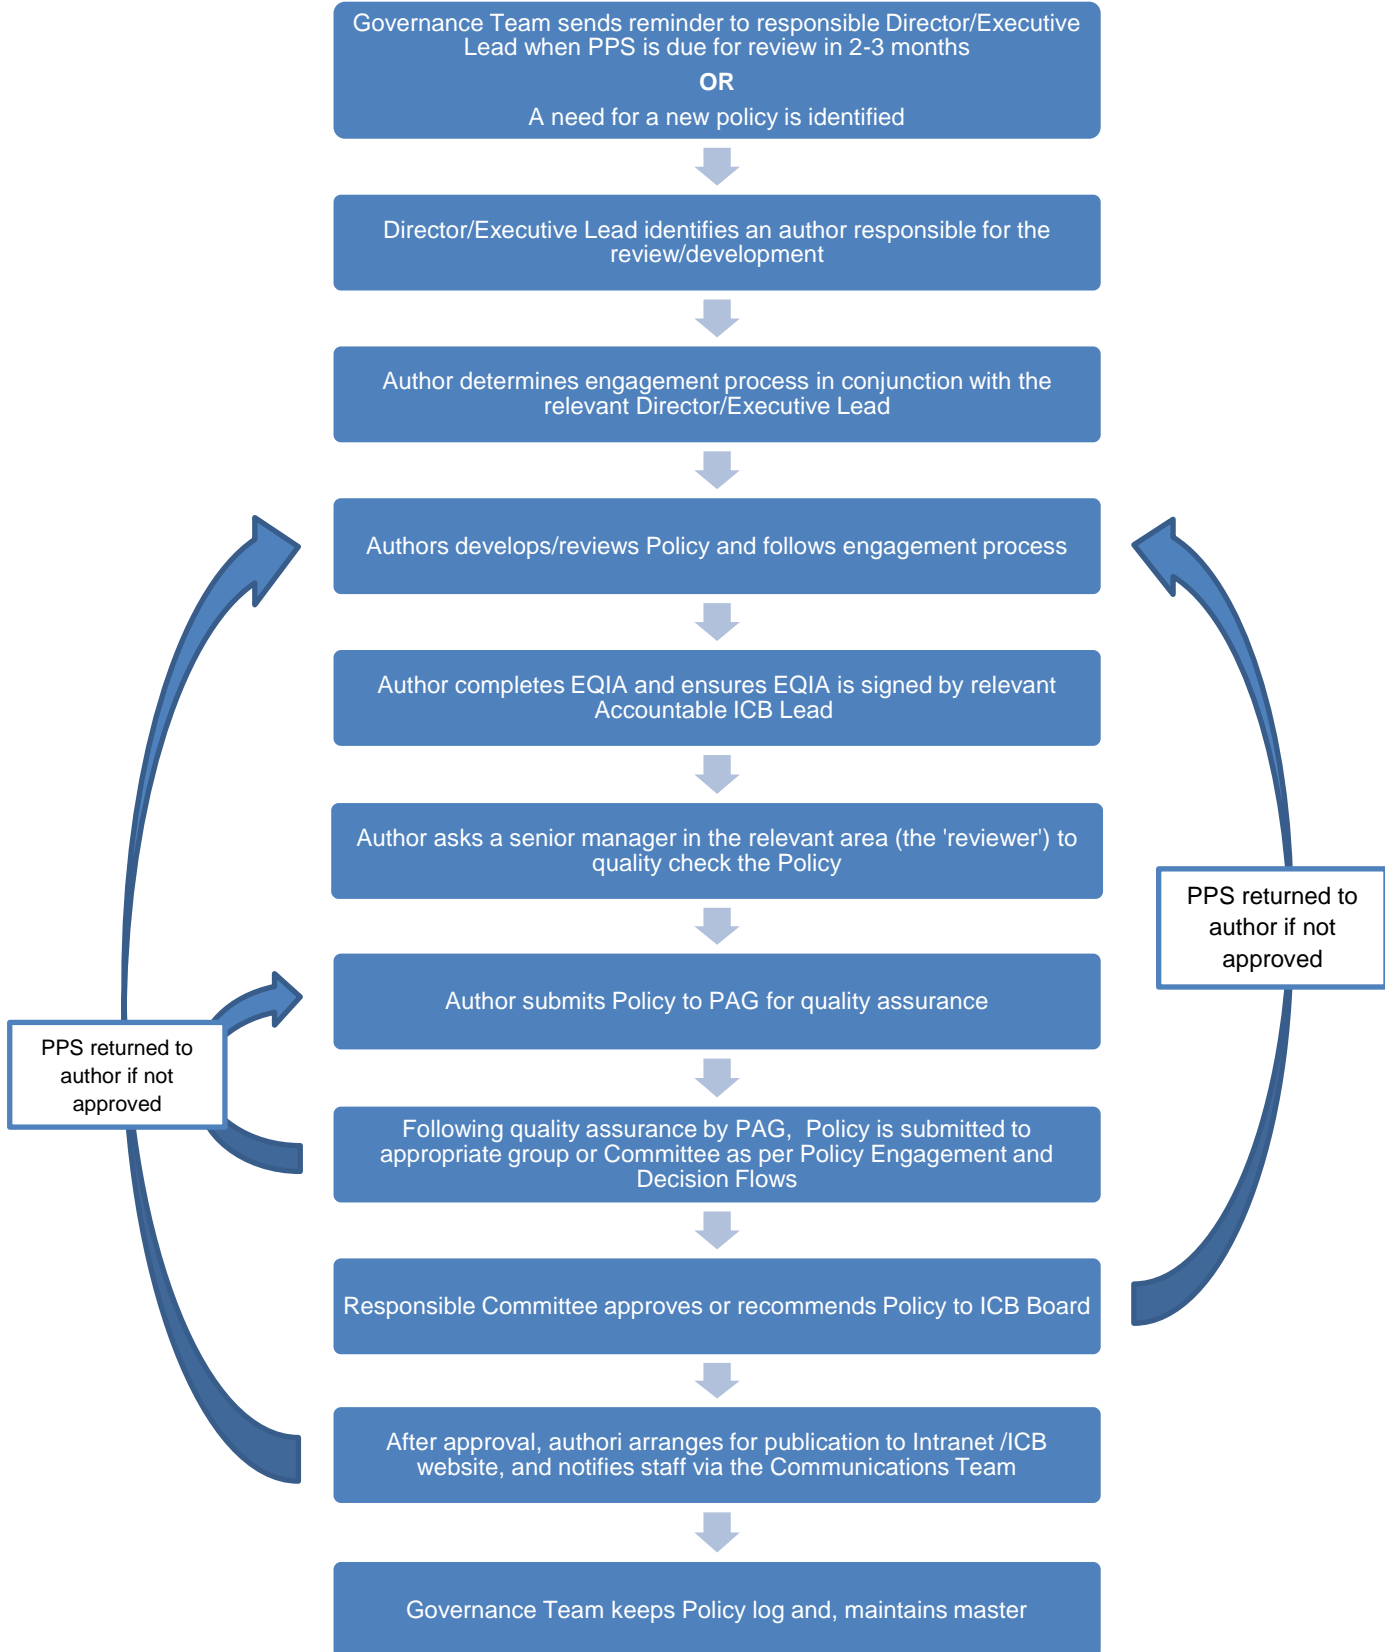 Governance Team sends reminder to responsible Director/Executive
Lead when PPS is due for review in 2-3 months
OR
A need for a new policy is identified
Director/Executive Lead identifies an author responsible for the
review/development
Author determines engagement process in conjunction with the
relevant Director/Executive Lead
Authors develops/reviews Policy and follows engagement process
Author completes EQIA and ensures EQIA is signed by relevant
Accountable ICB Lead
Author asks a senior manager in the relevant area (the 'reviewer') to
quality check the Policy
PPS returned to
author if not
approved
Author submits Policy to PAG for quality assurance
PPS returned to
author if not
approved
Following quality assurance by PAG, Policy is submitted to
appropriate group or Committee as per Policy Engagement and
Decision Flows
Responsible Committee approves or recommends Policy to ICB Board
After approval, authori arranges for publication to Intranet /ICB
website, and notifies staff via the Communications Team
Governance Team keeps Policy log and, maintains master